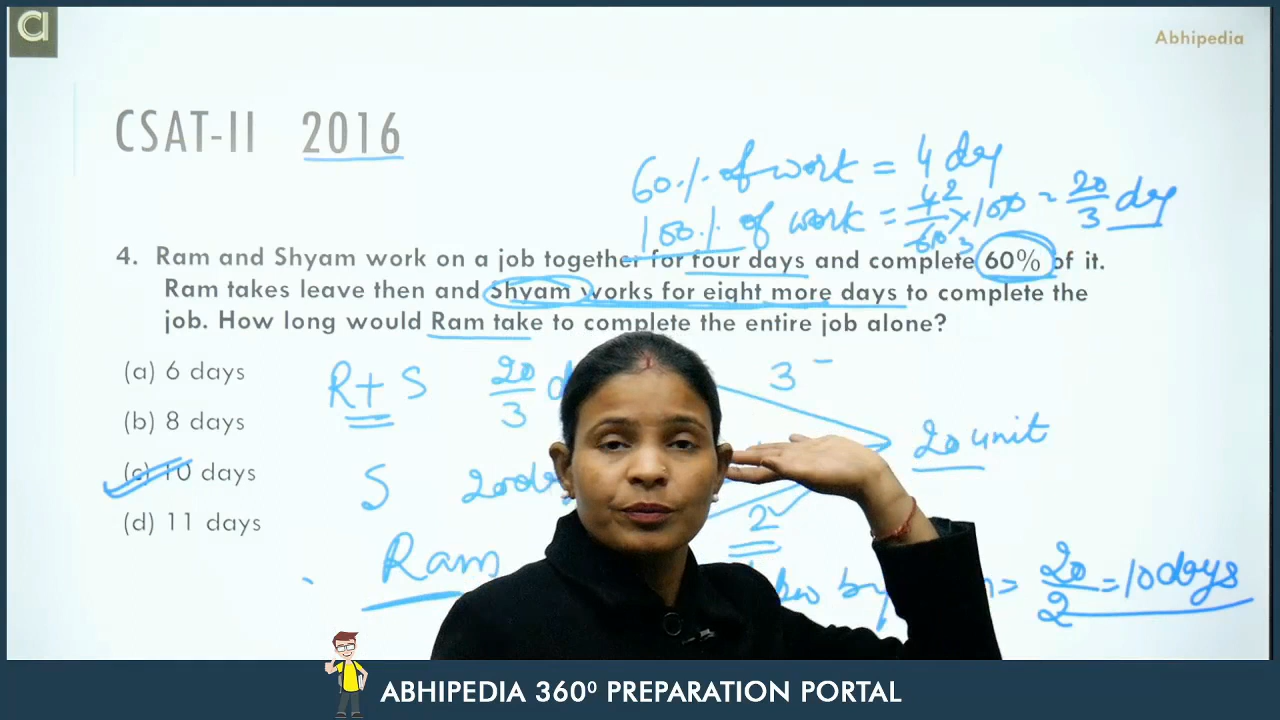 Abhipedia
CSAT-II 2016
60% of work = 4 day
100% of work = 4/60 × 100 = 20/3 day
4. Ram and Shyam work on a job together for four days and complete 60% of it.
Ram takes leave then and Shyam works for eight more days to complete the
job. How long would Ram take to complete the entire job alone?
(a) 6 days
(b) 8 days
(c) 10 days
(d) 11 days
R+S 20/3 3
20 unit
S
2
Ram
= 20/2 = 10 days
ABHIPEDIA 360⁰ PREPARATION PORTAL